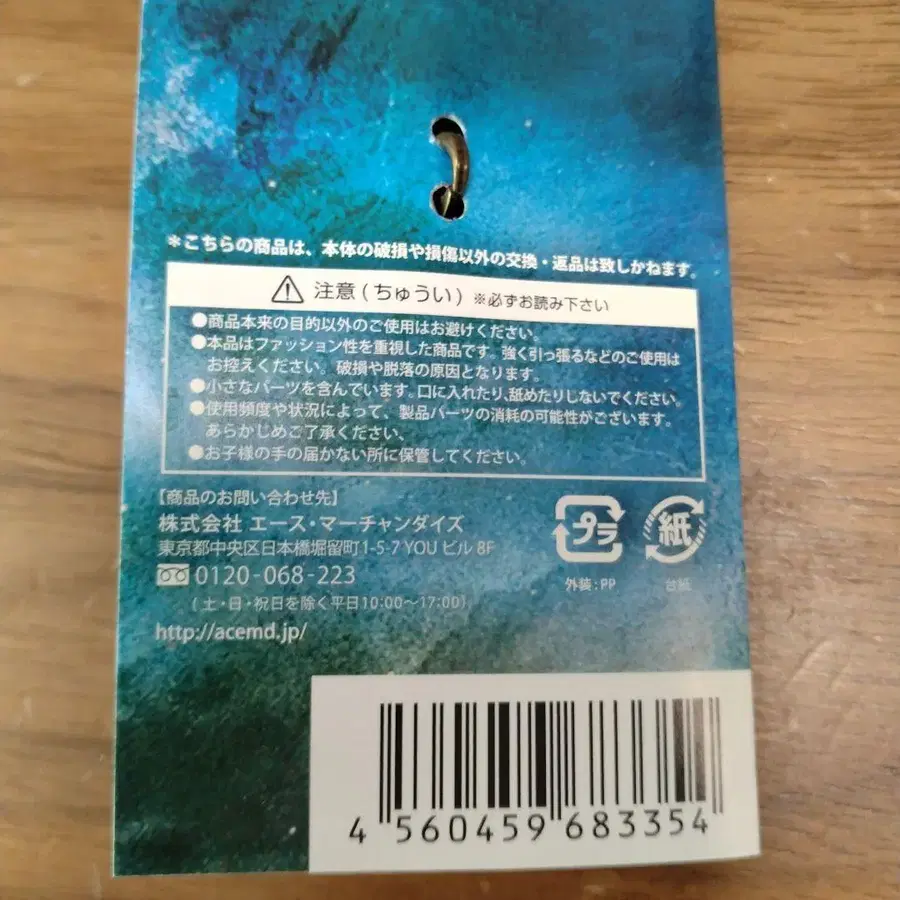 ＊こちらの商品は、本体の破損や損傷以外の交換・返品は致しかねます。
注意(ちゅうい) ※必ずお読み下さい
●商品本来の目的以外のご使用はお避けください。
●本品はファッション性を重視した商品です。強く引っ張るなどのご使用は
お控えください。破損や脱落の原因となります。
●小さなパーツを含んでいます。口に入れたり、舐めたりしないでください。
●使用頻度や状況によって、製品パーツの消耗の可能性がございます。
あらかじめご了承ください、
●お子様の手の届かない所に保管してください。
【商品のお問い合わせ先】
株式会社 エース・マーチャンダイズ
東京都中央区日本橋堀留町1-5-7 YOU ビル 8F
0120-068-223
(土・日・祝日を除く平日10:00〜17:00)
http://acemd.jp/
プラ
外装:PP
紙
台紙
4 560459 683354